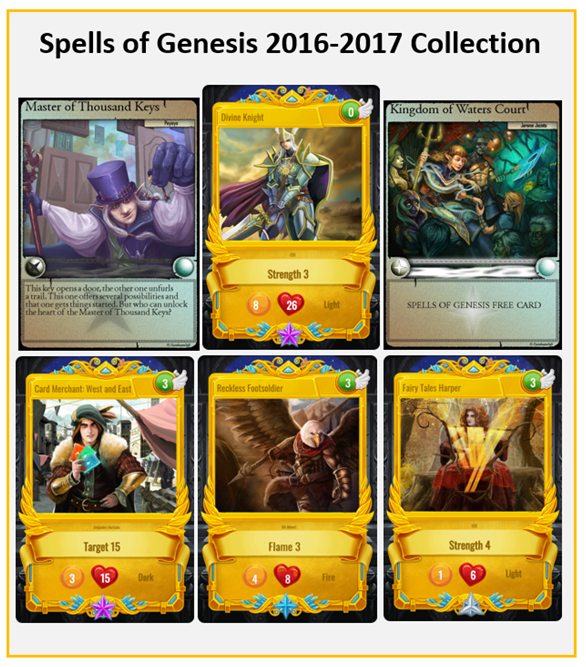 Spells of Genesis 2016-2017 Collection
Master of Thousand Keys
This key opens a door, the other one unfurls
a trail. This one offers several possibilities and
that one gets things started. But who can unlock
the heart of the Master of Thousand Keys?
Divine Knight
0
Strength 3
8
26
Light
Kingdom of Waters Court
Jerome Jacinto
SPELLS OF GENESIS FREE CARD
Card Merchant: West and East
3
Target 15
3
15
Dark
Reckless Footsoldier
3
Flame 3
4
8
Fire
Fairy Tales Harper
3
Strength 4
1
6
Light